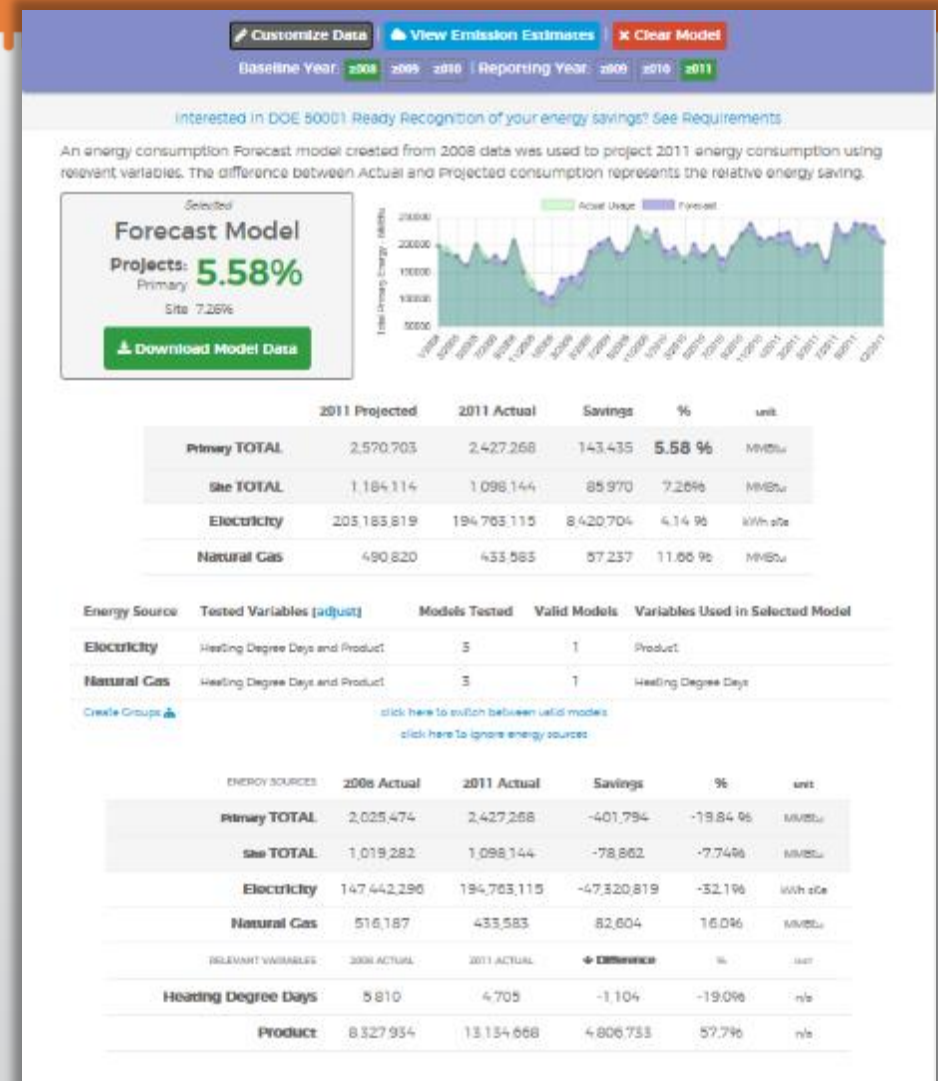 Customize Data | View Emission Estimates | x Clear Model
Baseline Year: 2008 2009 2010 | Reporting Year: 2009 2010 2011
Interested in DOE 50001 Ready Recognition of your energy savings? See Requirements
An energy consumption Forecast model created from 2008 data was used to project 2011 energy consumption using
relevant variables. The difference between Actual and Projected consumption represents the relative energy saving.
Selected
Forecast Model
Projects: 5.58%
Primary
Site 7.26%
Download Model Data
Actual Usage Forecast
Total Primary Energy - MMBtu
250000
200000
150000
100000
50000
2011 Projected 2011 Actual Savings % unit
Primary TOTAL 2,570,703 2,427,268 143,435 5.58 % MMBtu
Site TOTAL 1,184,114 1,098,144 85,970 7.26% MMBtu
Electricity 203,183,819 194,763,115 8,420,704 4.14 % kWh site
Natural Gas 490,820 433,583 57,237 11.66 % MMBtu
Energy Source Tested Variables [adjust] Models Tested Valid Models Variables Used in Selected Model
Electricity Heating Degree Days and Product 3 1 Product
Natural Gas Heating Degree Days and Product 3 1 Heating Degree Days
Create Groups click here to switch between valid models
click here to ignore energy sources
ENERGY SOURCES 2008 Actual 2011 Actual Savings % unit
Primary TOTAL 2,025,474 2,427,268 -401,794 -19.84 % MMBtu
Site TOTAL 1,019,282 1,098,144 -78,862 -7.74% MMBtu
Electricity 147,442,296 194,763,115 -47,320,819 -32.1% kWh site
Natural Gas 516,187 433,583 82,604 16.0% MMBtu
RELEVANT VARIABLES 2008 ACTUAL 2011 ACTUAL Difference % UNIT
Heating Degree Days 5,810 4,705 -1,104 -19.0% n/a
Product 8,327,934 13,134,668 4,806,733 57.7% n/a